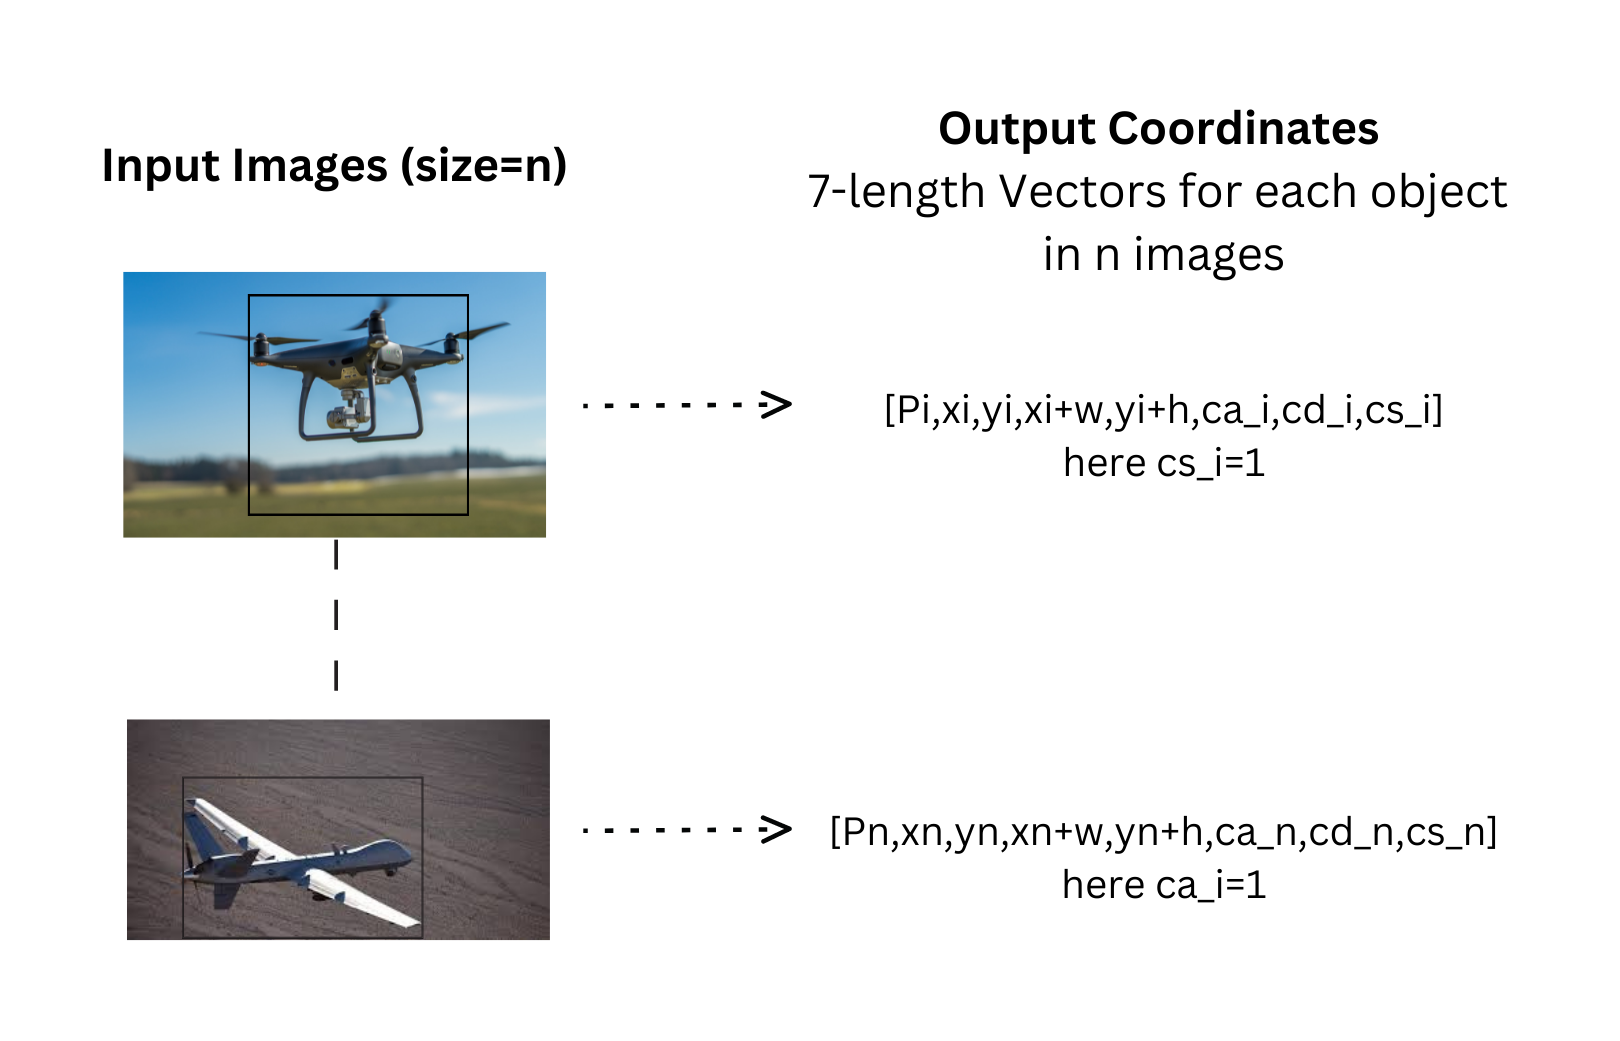 Input Images (size=n)
Output Coordinates
7-length Vectors for each object
in n images
[Pi,xi,yi,xi+w,yi+h,ca_i,cd_i,cs_i]
here cs_i=1
[Pn,xn,yn,xn+w,yn+h,ca_n,cd_n,cs_n]
here ca_i=1